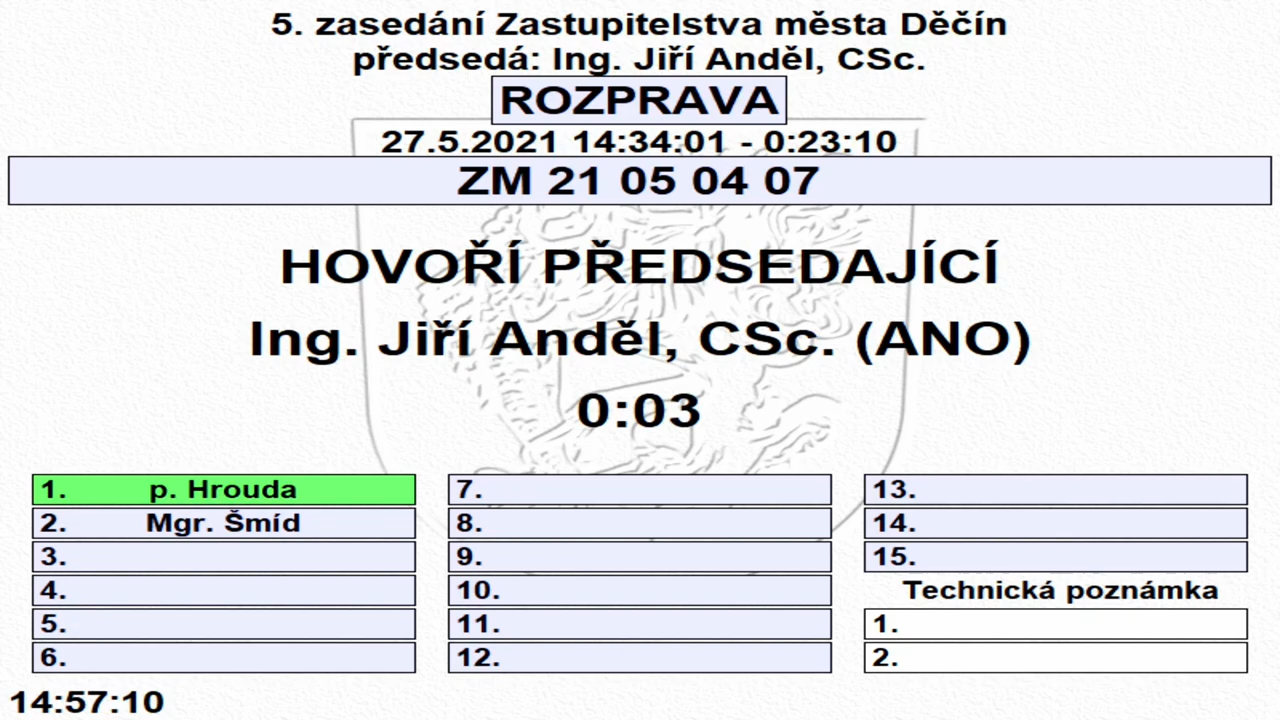 5. zasedání Zastupitelstva města Děčín
předsedá: Ing. Jiří Anděl, CSc.
ROZPRAVA
27.5.2021 14:34:01 - 0:23:10
ZM 21 05 04 07
HOVOŘÍ PŘEDSEDAJÍCÍ
Ing. Jiří Anděl, CSc. (ANO)
0:03
1. p. Hrouda
2. Mgr. Šmíd
3.
4.
5.
6.
7.
8.
9.
10.
11.
12.
13.
14.
15.
Technická poznámka
1.
2.
14:57:10